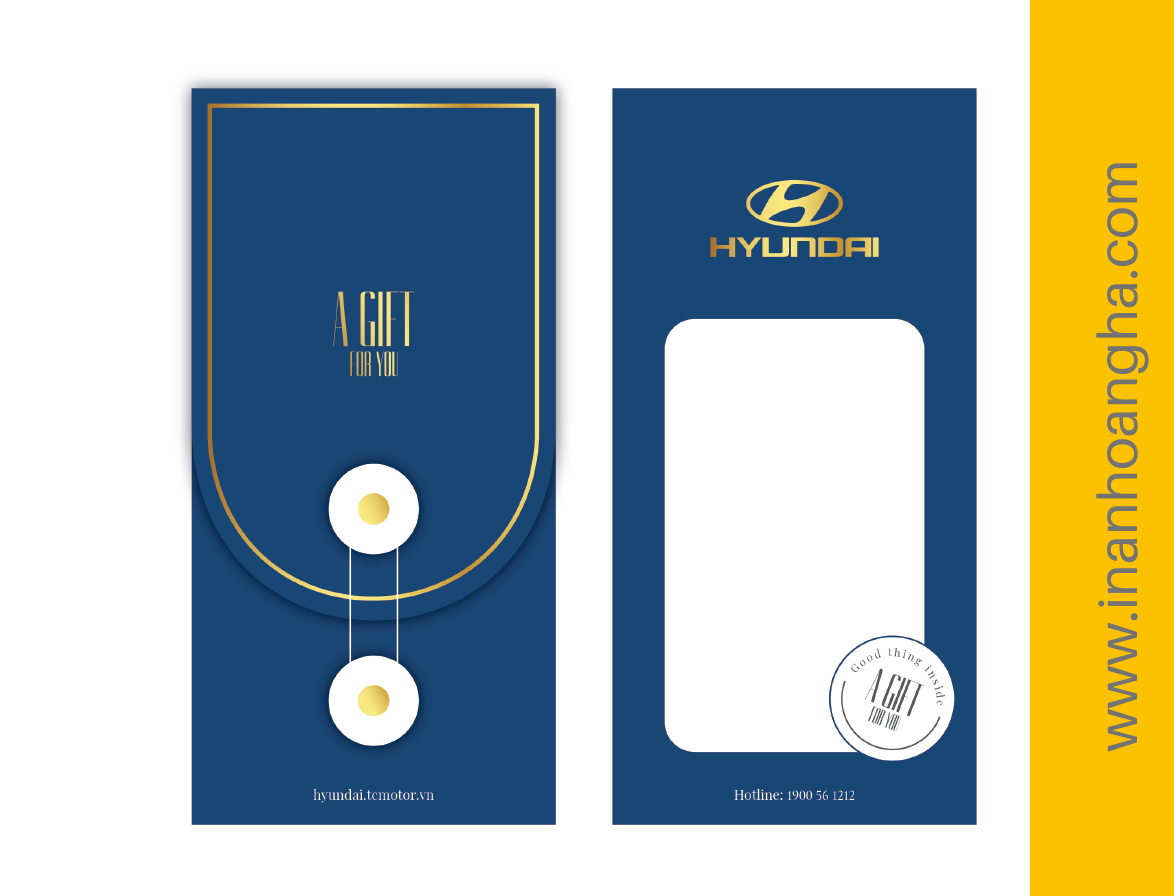 A GIFT
FOR YOU
hyundai.tcmotor.vn
HYUNDAI
Good thing inside
A GIFT
FOR YOU
Hotline: 1900 56 1212
www.inanhoangha.com